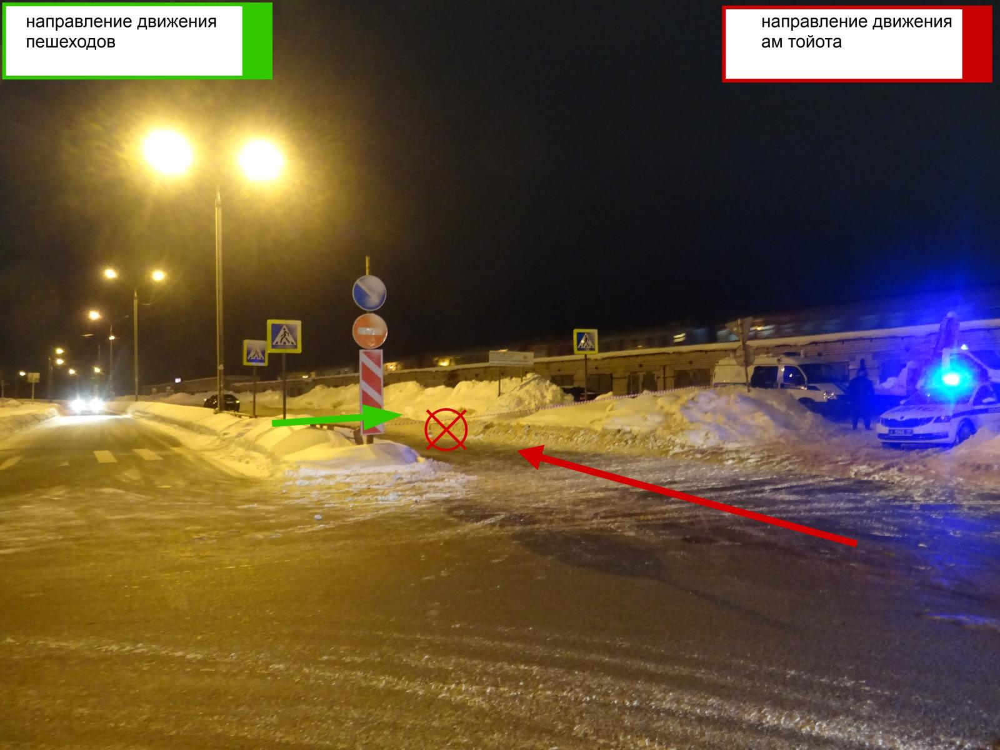 направление движения
пешеходов
направление движения
ам тойота